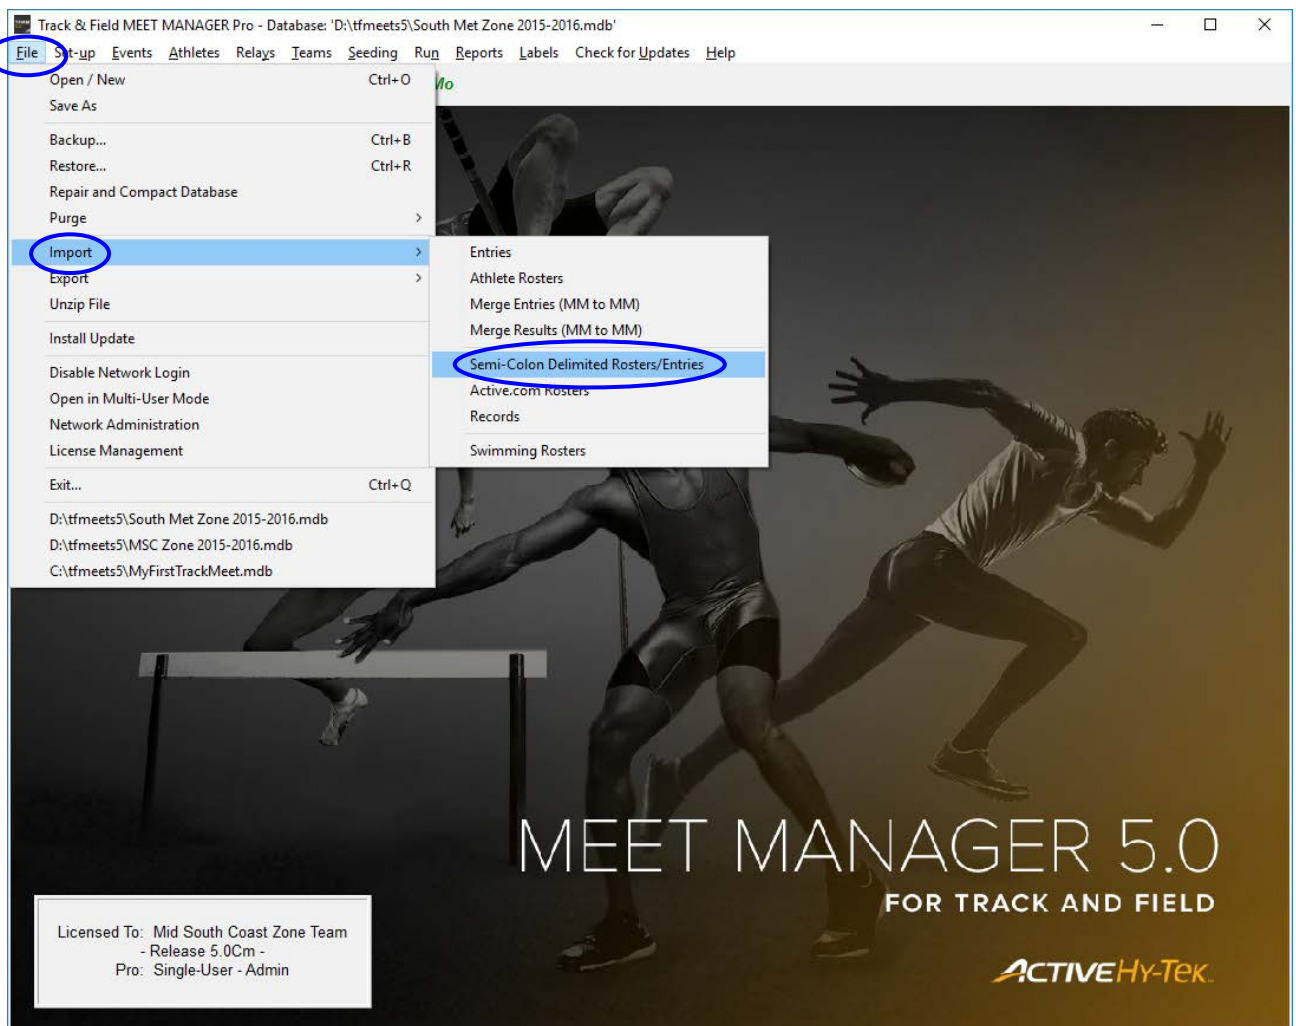 Track & Field MEET MANAGER Pro - Database: 'D:\tfmeets5\South Met Zone 2015-2016.mdb'
File Set-up Events Athletes Relays Teams Seeding Run Reports Labels Check for Updates Help
Open / New Ctrl+O
Save As
Backup... Ctrl+B
Restore... Ctrl+R
Repair and Compact Database
Purge
Import
Export
Unzip File
Install Update
Disable Network Login
Open in Multi-User Mode
Network Administration
License Management
Exit... Ctrl+Q
D:\tfmeets5\South Met Zone 2015-2016.mdb
D:\tfmeets5\MSC Zone 2015-2016.mdb
C:\tfmeets5\MyFirstTrackMeet.mdb
Entries
Athlete Rosters
Merge Entries (MM to MM)
Merge Results (MM to MM)
Semi-Colon Delimited Rosters/Entries
Active.com Rosters
Records
Swimming Rosters
MEET MANAGER 5.0
FOR TRACK AND FIELD
Licensed To: Mid South Coast Zone Team
- Release 5.0Cm -
Pro: Single-User - Admin
ACTIVE Hy-Tek